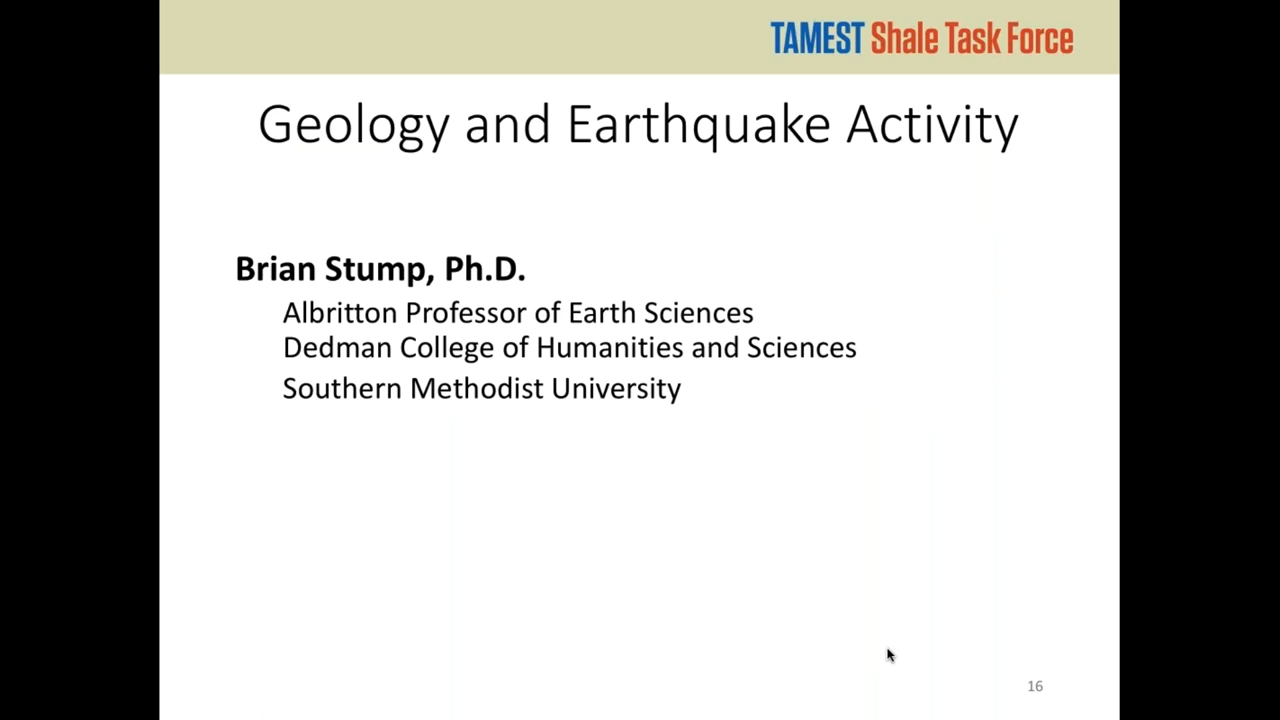 TAMEST Shale Task Force
Geology and Earthquake Activity
Brian Stump, Ph.D.
Albritton Professor of Earth Sciences
Dedman College of Humanities and Sciences
Southern Methodist University
16